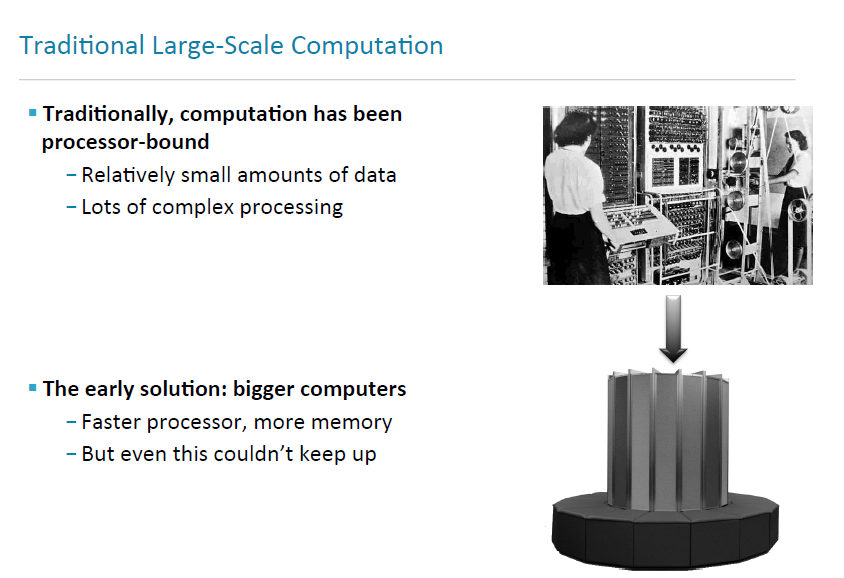 Traditional Large-Scale Computation
▪ Traditionally, computation has been
processor-bound
– Relatively small amounts of data
– Lots of complex processing
▪ The early solution: bigger computers
– Faster processor, more memory
– But even this couldn’t keep up